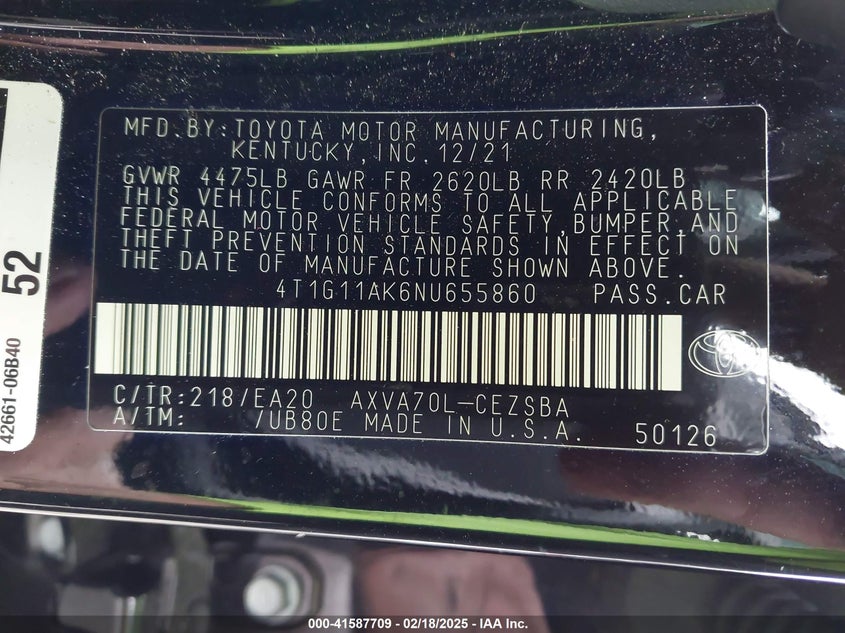 MFD.BY:TOYOTA MOTOR MANUFACTURING,
KENTUCKY,INC.12/21
GVWR 4475LB GAWR FR 2620LB RR 2420LB
THIS VEHICLE CONFORMS TO ALL APPLICABLE
FEDERAL MOTOR VEHICLE SAFETY,BUMPER,AND
THEFT PREVENTION STANDARDS IN EFFECT ON
THE DATE OF MANUFACTURE SHOWN ABOVE.
4T1G11AK6NU655860 PASS.CAR
C/TR:218/EA20 AXVA70L-CEZSBA
A/TM: /UB80E MADE IN U.S.A. 50126
52
42661-06B40
000-41587709 - 02/18/2025 - IAA Inc.